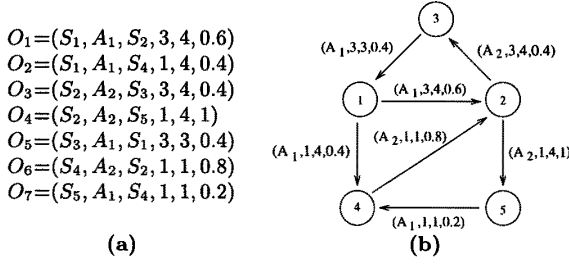 O₁=(S₁, A₁, S₂, 3, 4, 0.6)
O₂=(S₁, A₁, S₄, 1, 4, 0.4)
O₃=(S₂, A₂, S₃, 3, 4, 0.4)
O₄=(S₂, A₂, S₅, 1, 4, 1)
O₅=(S₃, A₁, S₁, 3, 3, 0.4)
O₆=(S₄, A₂, S₂, 1, 1, 0.8)
O₇=(S₅, A₁, S₄, 1, 1, 0.2)
(a)
3
(A₁,3,3,0.4)
(A₂,3,4,0.4)
1
(A₁,3,4,0.6)
2
(A₁,1,4,0.4)
(A₂,1,1,0.8)
(A₂,1,4,1)
4
(A₁,1,1,0.2)
5
(b)